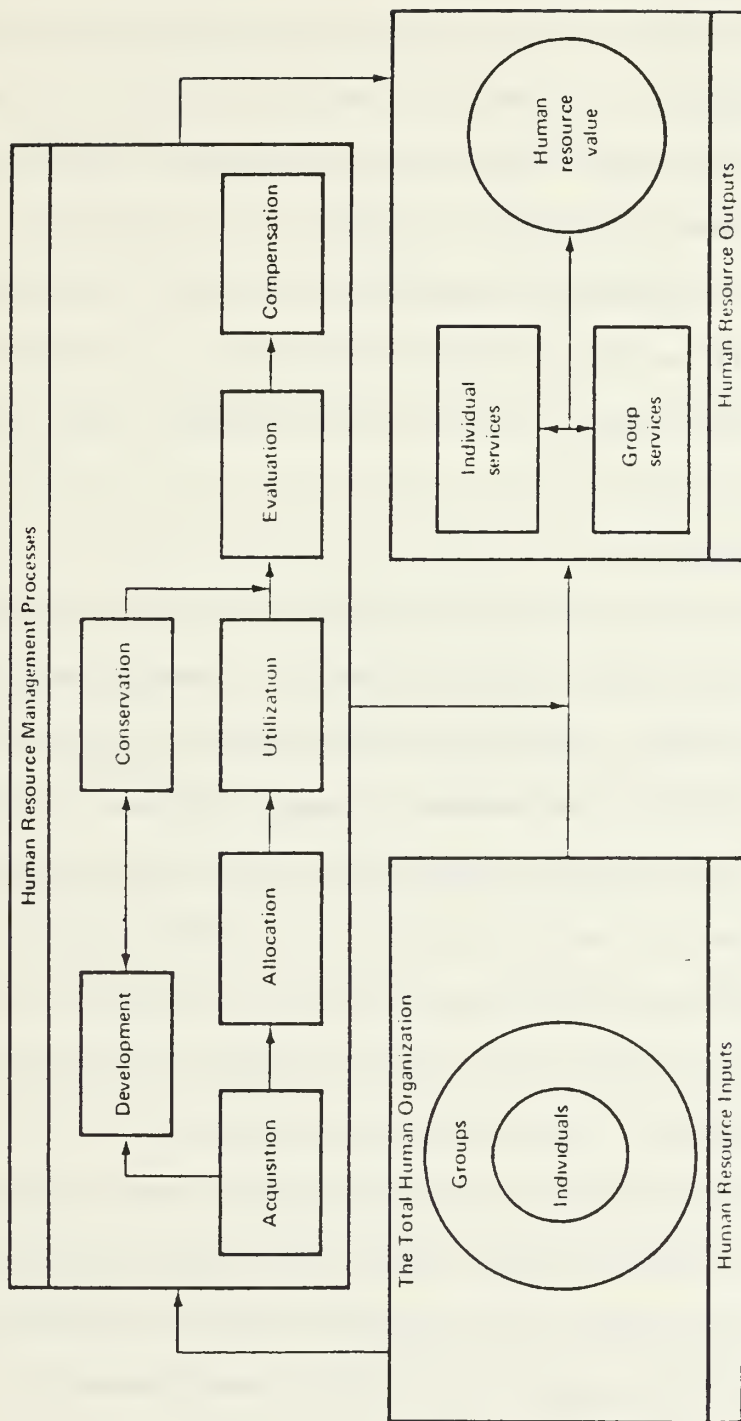 Human Resource Management Processes
Development
Conservation
Acquisition
Allocation
Utilization
Evaluation
Compensation
The Total Human Organization
Groups
Individuals
Human Resource Inputs
Individual
services
Group
services
Human
resource
value
Human Resource Outputs